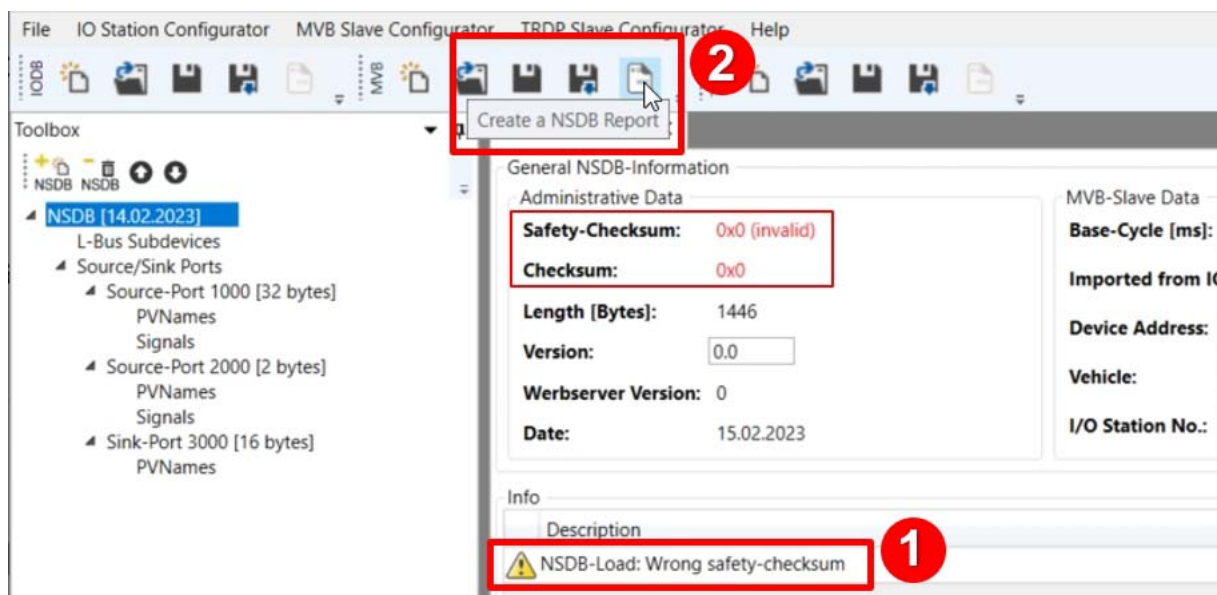 File IO Station Configurator MVB Slave Configurator TRDP Slave Configurator Help
2
IODB
MVB
Create a NSDB Report
Toolbox
NSDB NSDB
NSDB [14.02.2023]
L-Bus Subdevices
Source/Sink Ports
Source-Port 1000 [32 bytes]
PVNames
Signals
Source-Port 2000 [2 bytes]
PVNames
Signals
Sink-Port 3000 [16 bytes]
PVNames
General NSDB-Information
Administrative Data
Safety-Checksum: 0x0 (invalid)
Checksum: 0x0
Length [Bytes]: 1446
Version: 0.0
Werbserver Version: 0
Date: 15.02.2023
MVB-Slave Data
Base-Cycle [ms]:
Imported from
Device Address:
Vehicle:
I/O Station No.:
Info
Description
NSDB-Load: Wrong safety-checksum
1